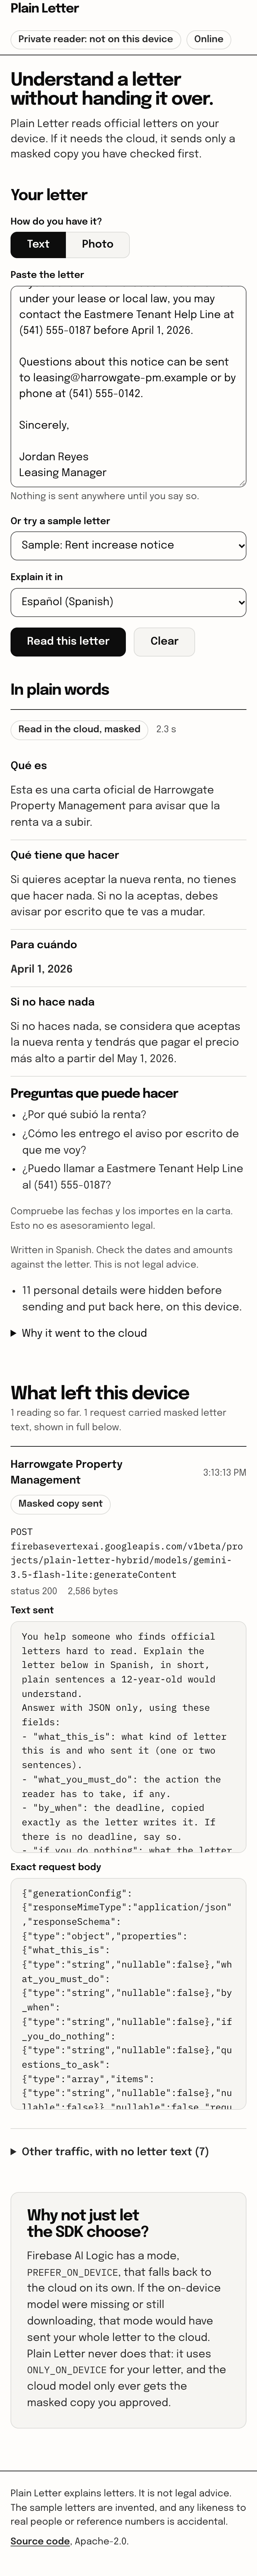 Plain Letter
Private reader: not on this device
Online
Understand a letter
without handing it over.
Plain Letter reads official letters on your
device. If it needs the cloud, it sends only a
masked copy you have checked first.
Your letter
How do you have it?
Text
Photo
Paste the letter
under your lease or local law, you may
contact the Eastmere Tenant Help Line at
(541) 555-0187 before April 1, 2026.
Questions about this notice can be sent
to leasing@harrowgate-pm.example or by
phone at (541) 555-0142.
Sincerely,
Jordan Reyes
Leasing Manager
Nothing is sent anywhere until you say so.
Or try a sample letter
Sample: Rent increase notice
Explain it in
Español (Spanish)
Read this letter
Clear
In plain words
Read in the cloud, masked
2.3 s
Qué es
Esta es una carta oficial de Harrowgate
Property Management para avisar que la
renta va a subir.
Qué tiene que hacer
Si quieres aceptar la nueva renta, no tienes
que hacer nada. Si no la aceptas, debes
avisar por escrito que te vas a mudar.
Para cuándo
April 1, 2026
Si no hace nada
Si no haces nada, se considera que aceptas
la nueva renta y tendrás que pagar el precio
más alto a partir del May 1, 2026.
Preguntas que puede hacer
• ¿Por qué subió la renta?
• ¿Cómo les entrego el aviso por escrito de
que me voy?
• ¿Puedo llamar a Eastmere Tenant Help Line
al (541) 555-0187?
Compruebe las fechas y los importes en la carta.
Esto no es asesoramiento legal.
Written in Spanish. Check the dates and amounts
against the letter. This is not legal advice.
• 11 personal details were hidden before
sending and put back here, on this device.
▶ Why it went to the cloud
What left this device
1 reading so far. 1 request carried masked letter
text, shown in full below.
Harrowgate Property
Management
3:13:13 PM
Masked copy sent
POST
firebasevertexai.googleapis.com/v1beta/pro
jects/plain-letter-hybrid/models/gemini-
3.5-flash-lite:generateContent
status 200 2,586 bytes
Text sent
You help someone who finds official
letters hard to read. Explain the
letter below in Spanish, in short,
plain sentences a 12-year-old would
understand.
Answer with JSON only, using these
fields:
- "what_this_is": what kind of letter
this is and who sent it (one or two
sentences).
- "what_you_must_do": the action the
reader has to take, if any.
- "by_when": the deadline, copied
exactly as the letter writes it. If
there is no deadline, say so.
- "if_you_do_nothing": what the letter
Exact request body
{"generationConfig":
{"responseMimeType":"application/json"
,"responseSchema":
{"type":"object","properties":
{"what_this_is":
{"type":"string","nullable":false},"wh
at_you_must_do":
{"type":"string","nullable":false},"by
_when":
{"type":"string","nullable":false},"if
_you_do_nothing":
{"type":"string","nullable":false},"qu
estions_to_ask":
{"type":"array","items":
{"type":"string","nullable":false},"nu
llable":false}},"nullable":false,"requ
▶ Other traffic, with no letter text (7)
Why not just let
the SDK choose?
Firebase AI Logic has a mode,
PREFER_ON_DEVICE, that falls back to
the cloud on its own. If the on-device
model were missing or still
downloading, that mode would have
sent your whole letter to the cloud.
Plain Letter never does that: it uses
ONLY_ON_DEVICE for your letter, and the
cloud model only ever gets the
masked copy you approved.
Plain Letter explains letters. It is not legal advice.
The sample letters are invented, and any likeness to
real people or reference numbers is accidental.
Source code, Apache-2.0.